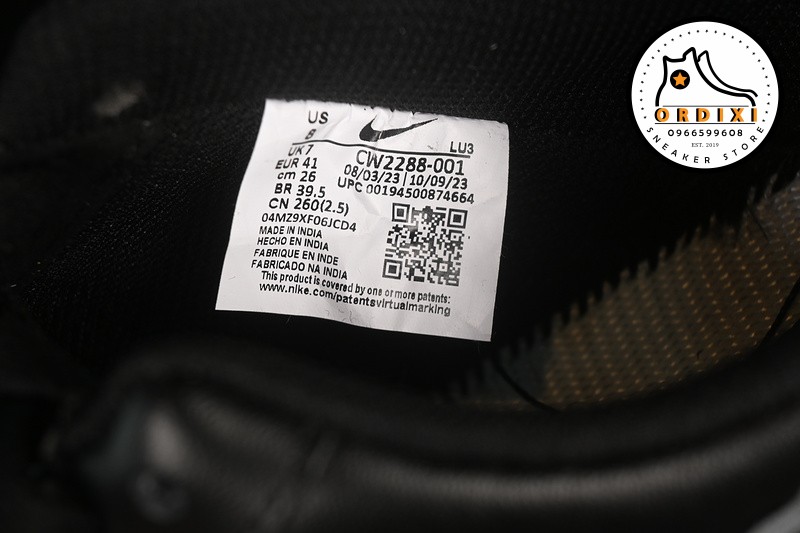 US
8
UK 7
EUR 41
cm 26
BR 39.5
CN 260(2.5)
04MZ9XF06JCD4
LU3
CW2288-001
08/03/23 | 10/09/23
UPC 00194500874664
MADE IN INDIA
HECHO EN INDIA
FABRIQUE EN INDE
FABRICADO NA INDIA
This product is covered by one or more patents:
www.nike.com/patentsvirtualmarking
ORDIXI
0966599608
EST. 2019
SNEAKER STORE